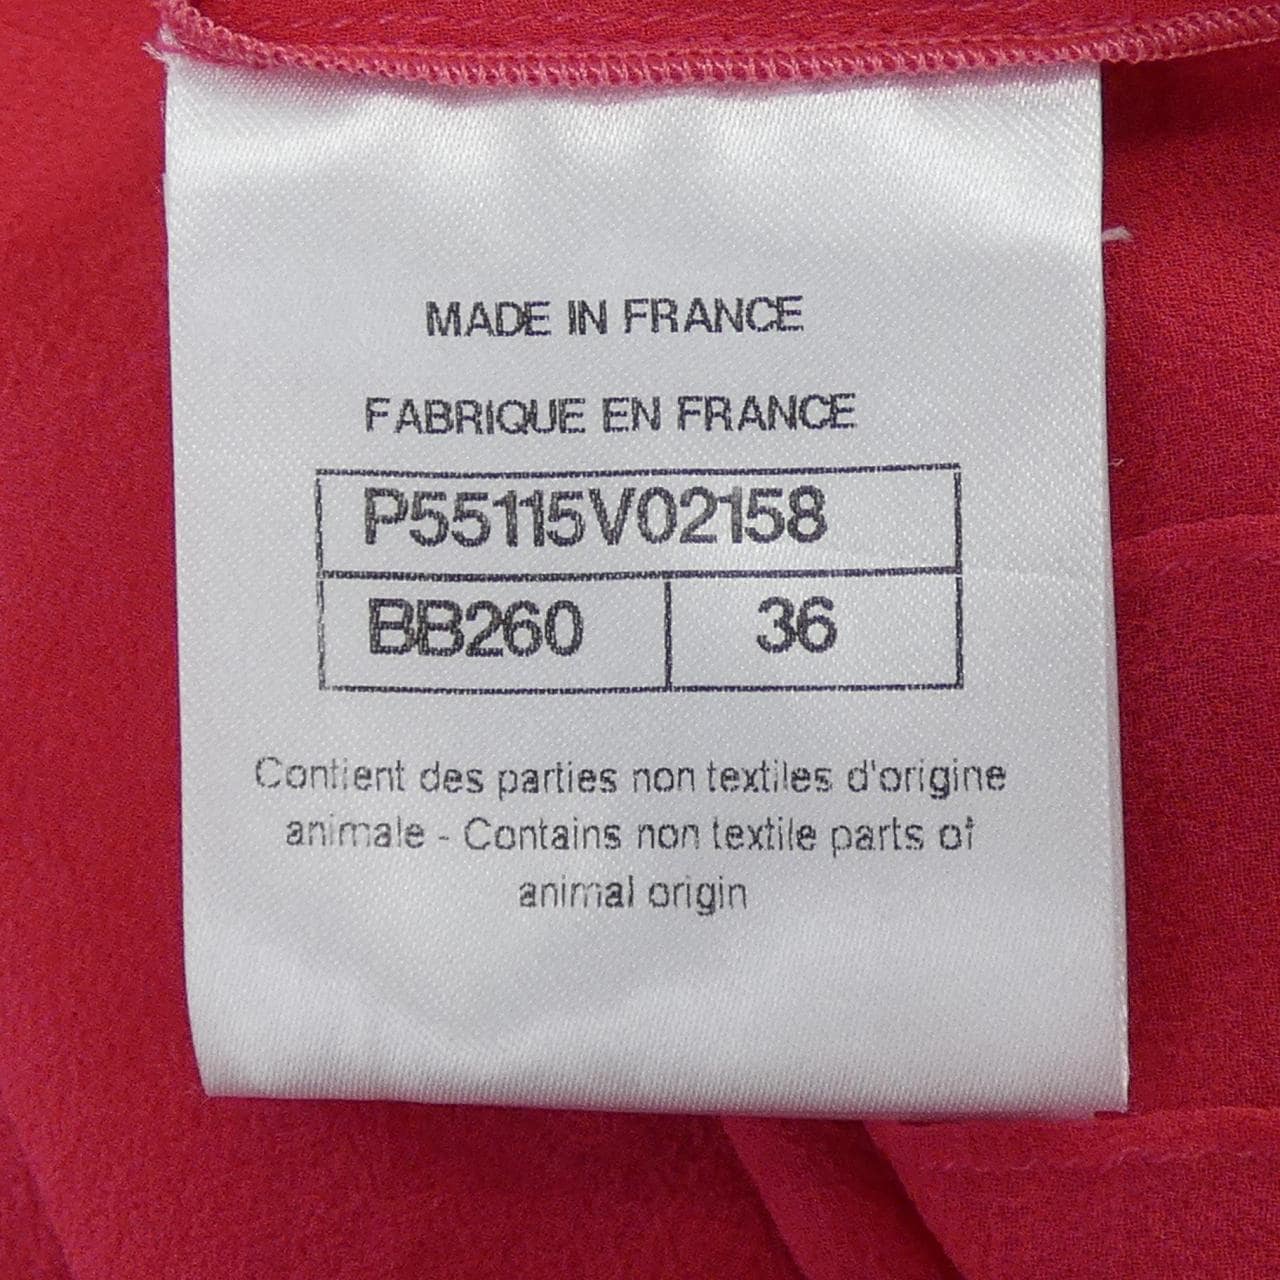 MADE IN FRANCE
FABRIQUE EN FRANCE
P55115V02158
BB260 36
Contient des parties non textiles d'origine
animale - Contains non textile parts of
animal origin